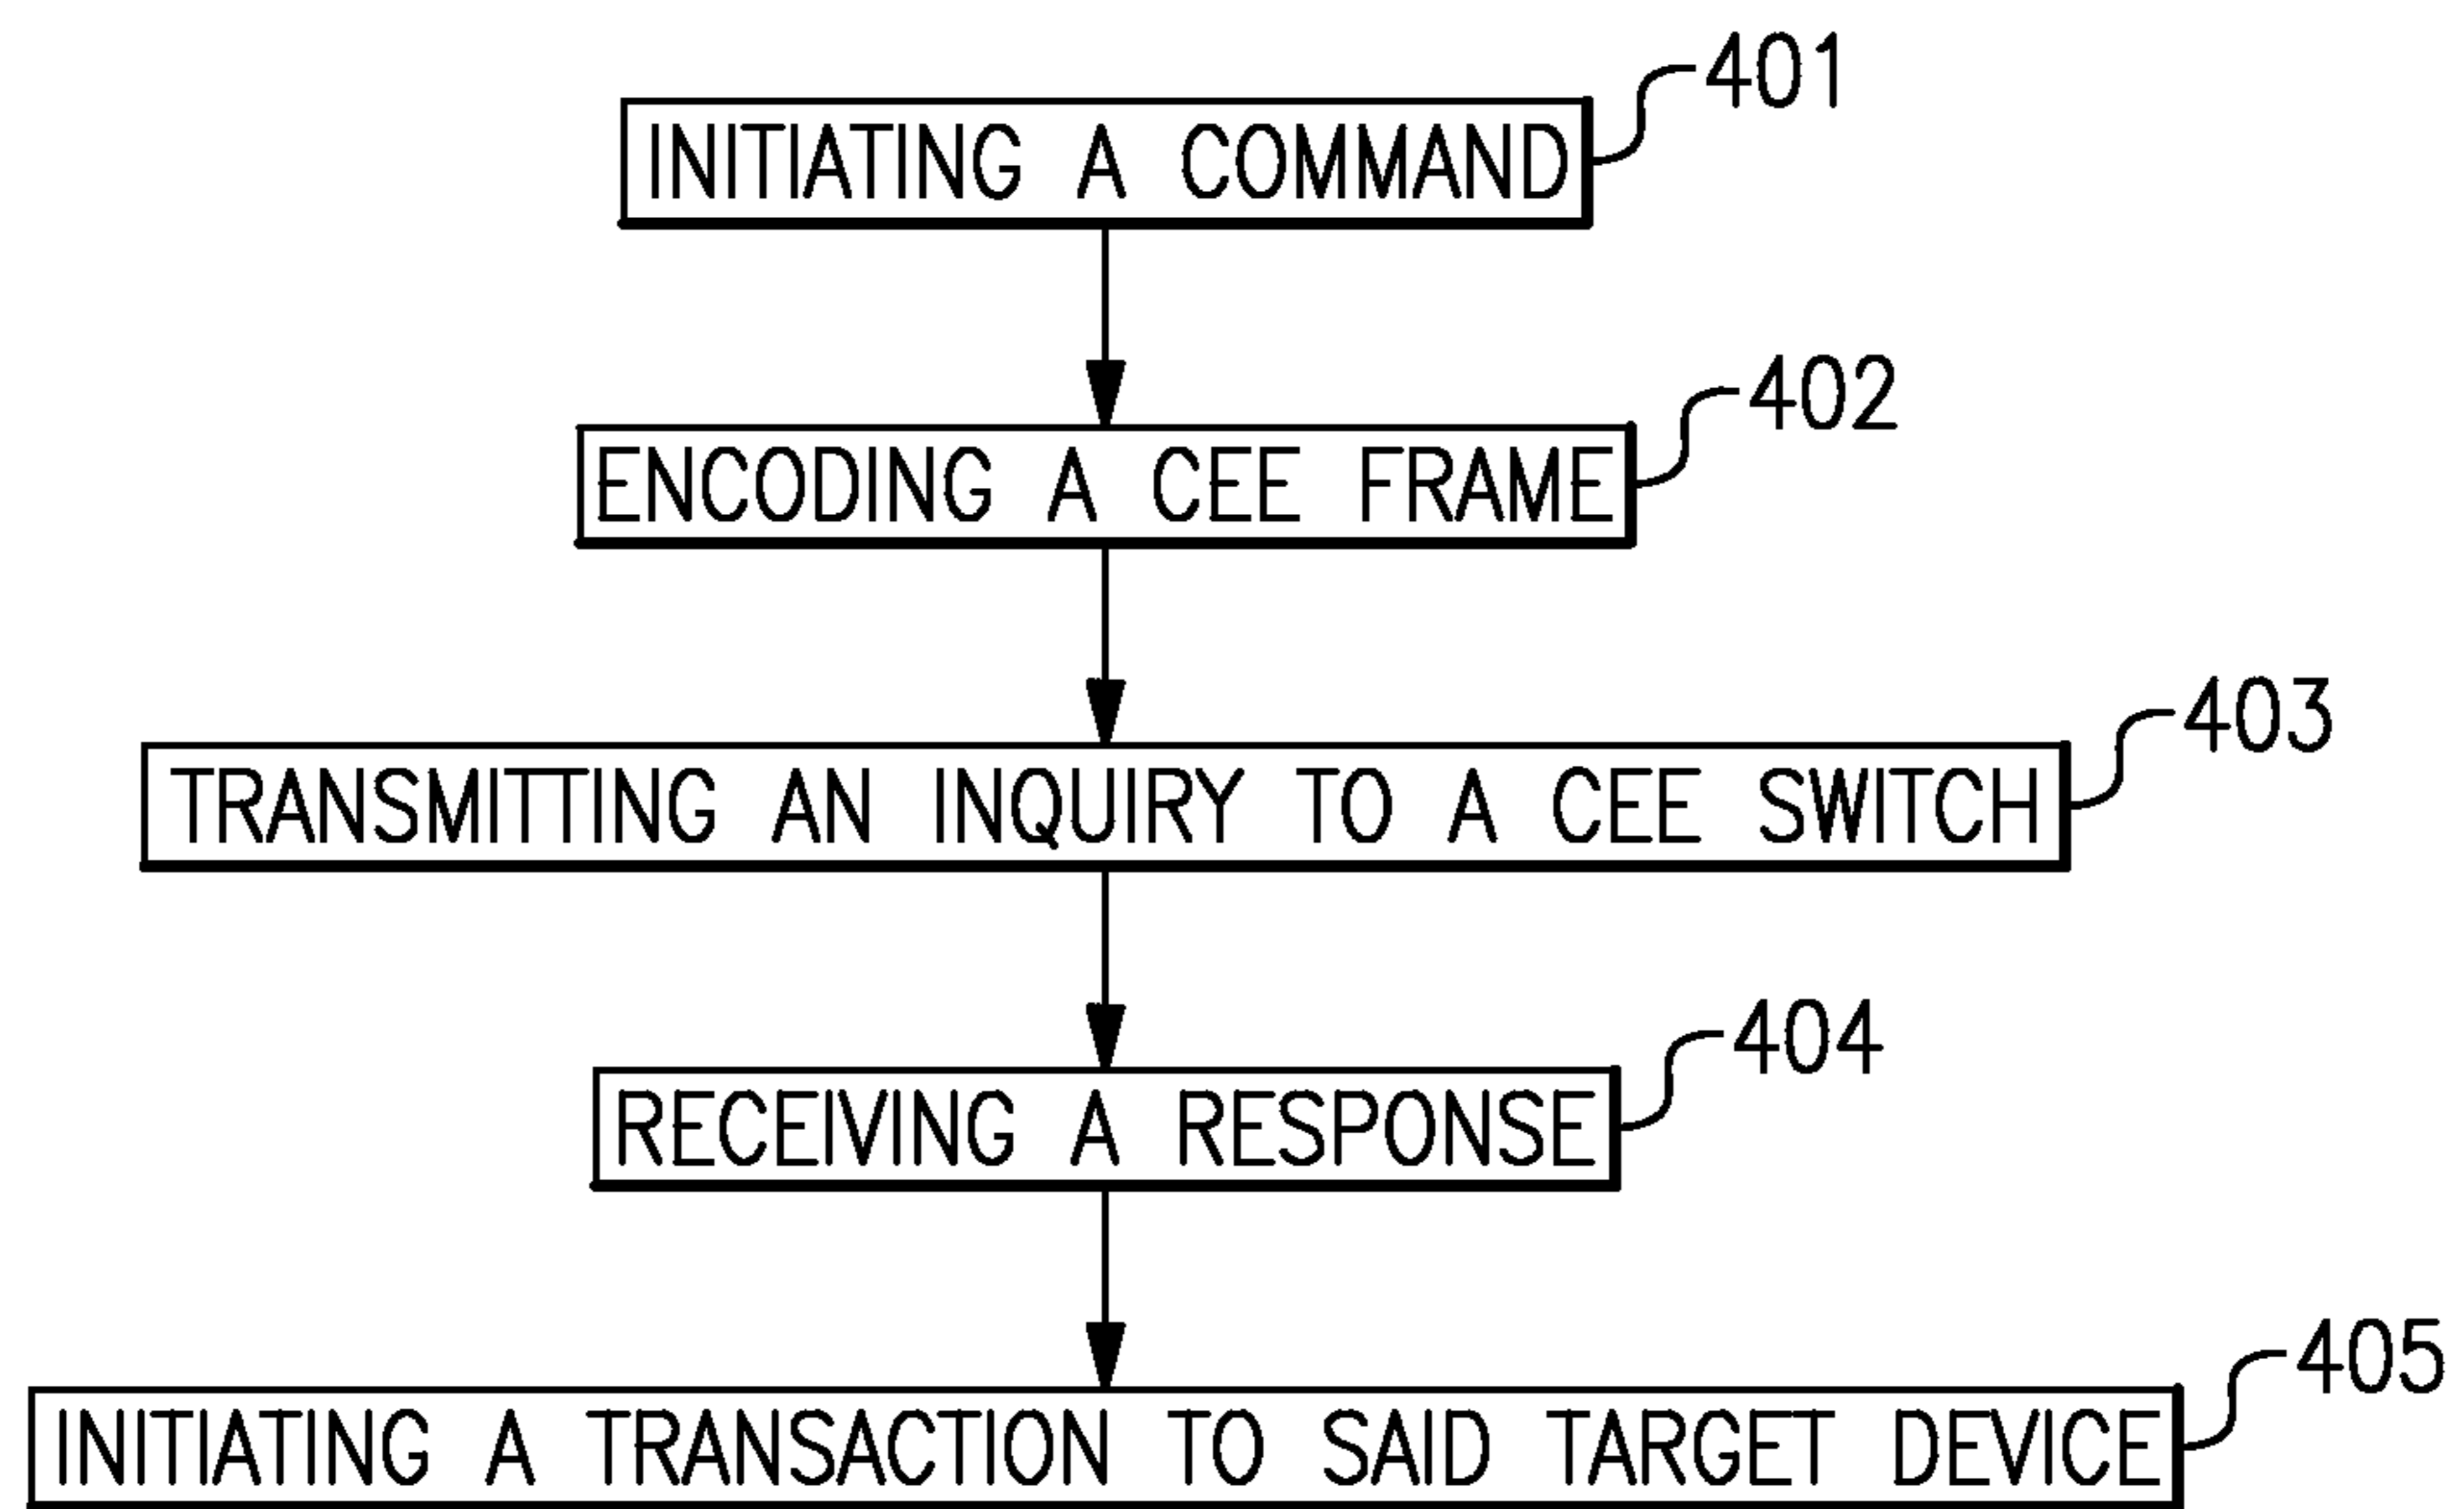 401
INITIATING A COMMAND
402
ENCODING A CEE FRAME
403
TRANSMITTING AN INQUIRY TO A CEE SWITCH
404
RECEIVING A RESPONSE
405
INITIATING A TRANSACTION TO SAID TARGET DEVICE